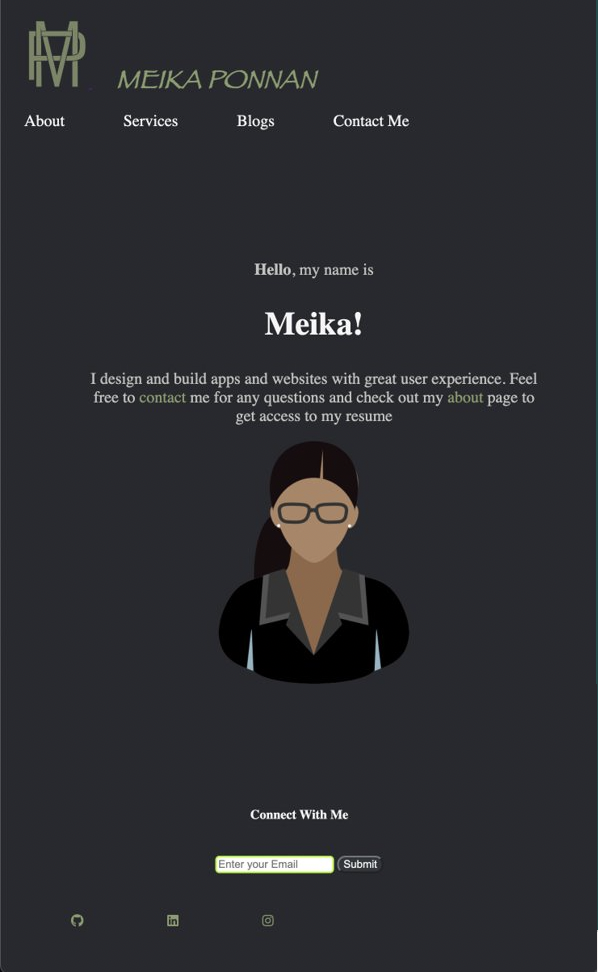 MP
MEIKA PONNAN
About Services Blogs Contact Me
Hello, my name is
Meika!
I design and build apps and websites with great user experience. Feel
free to contact me for any questions and check out my about page to
get access to my resume
Connect With Me
Enter your Email Submit
in